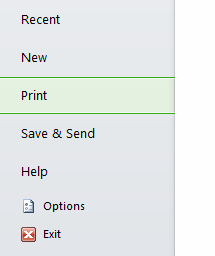 Recent
New
Print
Save & Send
Help
Options
Exit